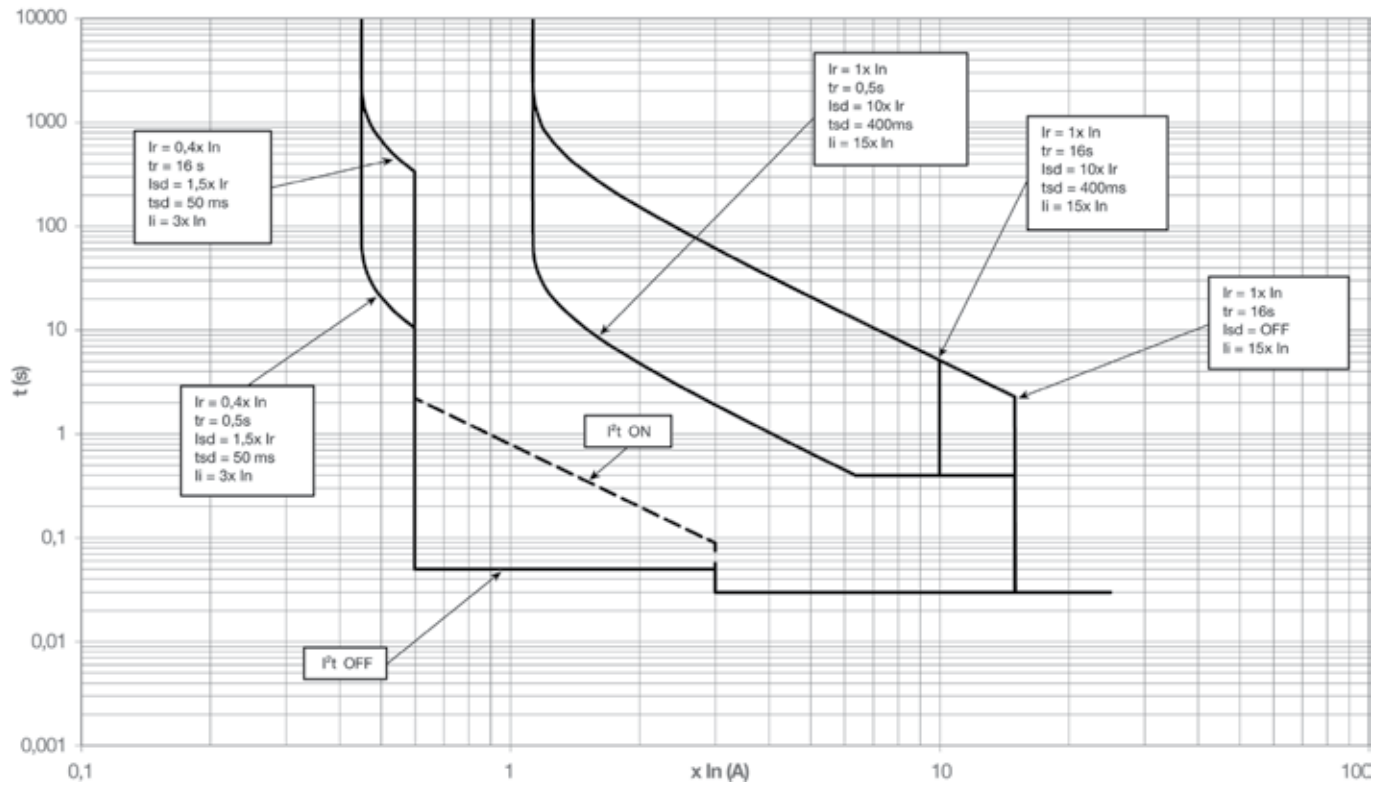 10000
1000
100
10
1
0,1
0,01
0,001
t (s)
0,1
1
x In (A)
10
100
Ir = 0,4x In
tr = 16 s
Isd = 1,5x Ir
tsd = 50 ms
Ii = 3x In
Ir = 0,4x In
tr = 0,5s
Isd = 1,5x Ir
tsd = 50 ms
Ii = 3x In
Ir = 1x In
tr = 0,5s
Isd = 10x Ir
tsd = 400ms
Ii = 15x In
Ir = 1x In
tr = 16s
Isd = 10x Ir
tsd = 400ms
Ii = 15x In
Ir = 1x In
tr = 16s
Isd = OFF
Ii = 15x In
I²t ON
I²t OFF